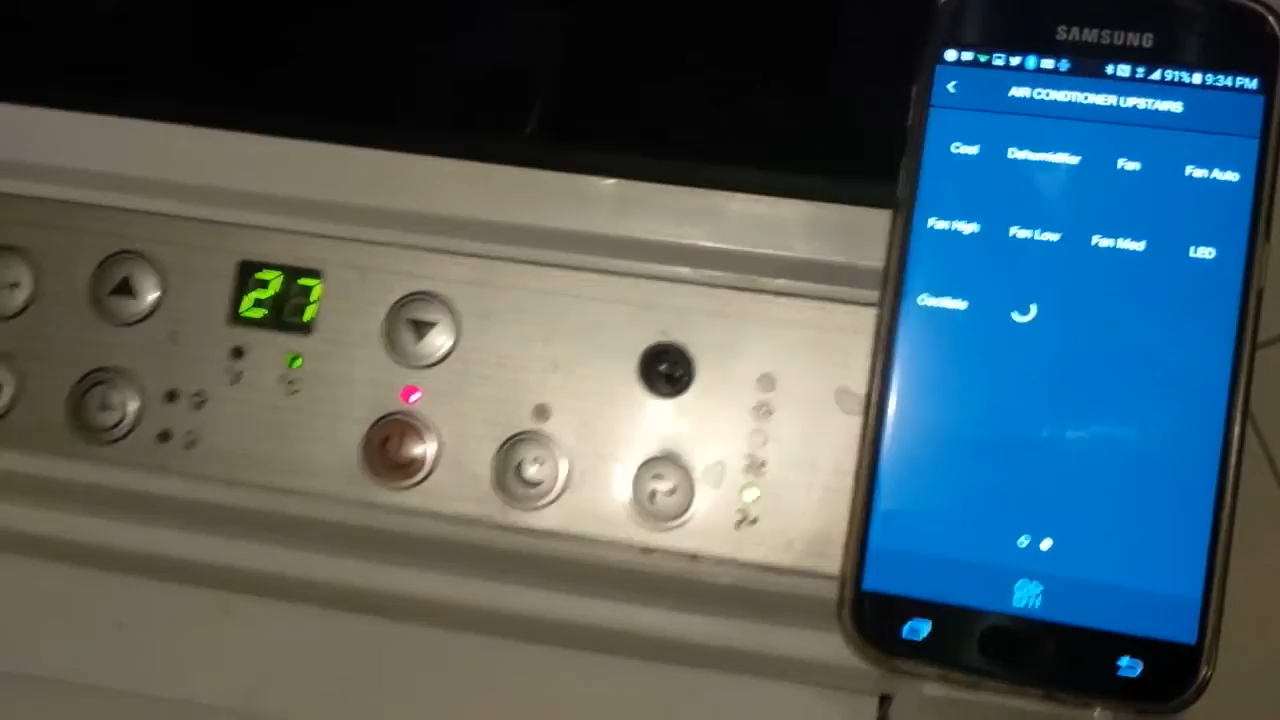 SAMSUNG
91% 9:34 PM
AIR CONDTIONER UPSTAIRS
Cool Dehumidifier Fan Fan Auto
Fan High Fan Low Fan Med LED
Oscillate
27